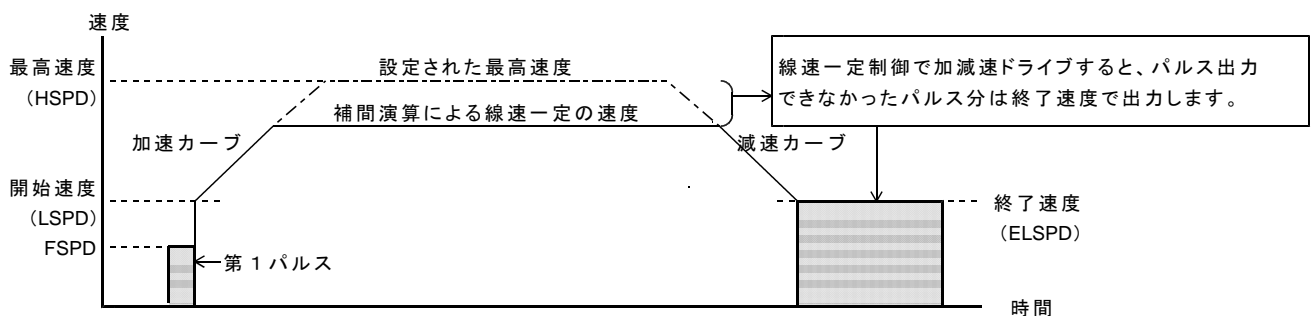 速度
最高速度
（HSPD）
設定された最高速度
線速一定制御で加減速ドライブすると、パルス出力
できなかったパルス分は終了速度で出力します。
補間演算による線速一定の速度
加速カーブ
減速カーブ
開始速度
（LSPD）
FSPD
第１パルス
終了速度
（ELSPD）
時間